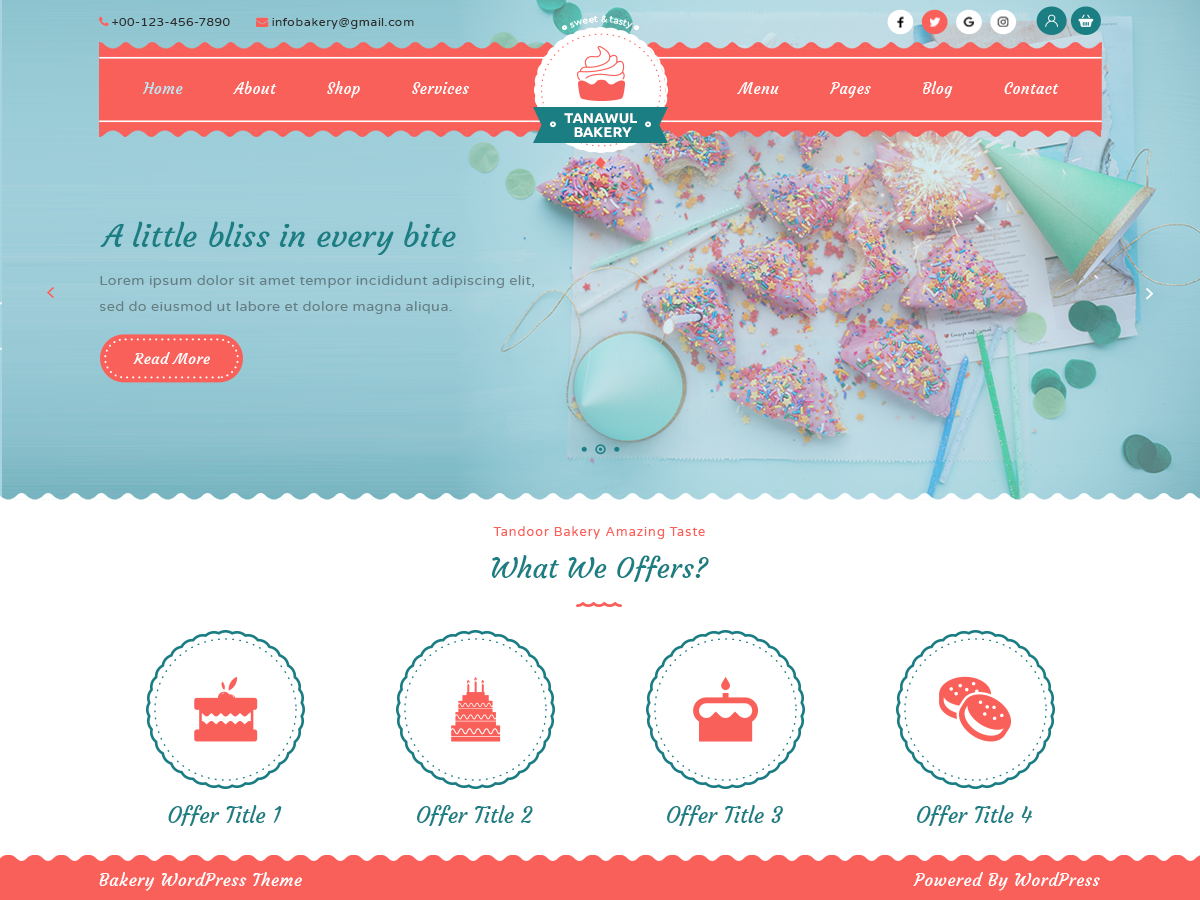 +00-123-456-7890
infobakery@gmail.com
sweet & tasty
Home
About
Shop
Services
TANAWUL
BAKERY
Menu
Pages
Blog
Contact
A little bliss in every bite
Lorem ipsum dolor sit amet tempor incididunt adipiscing elit,
sed do eiusmod ut labore et dolore magna aliqua.
Read More
Tandoor Bakery Amazing Taste
What We Offers?
Offer Title 1
Offer Title 2
Offer Title 3
Offer Title 4
Bakery WordPress Theme
Powered By WordPress